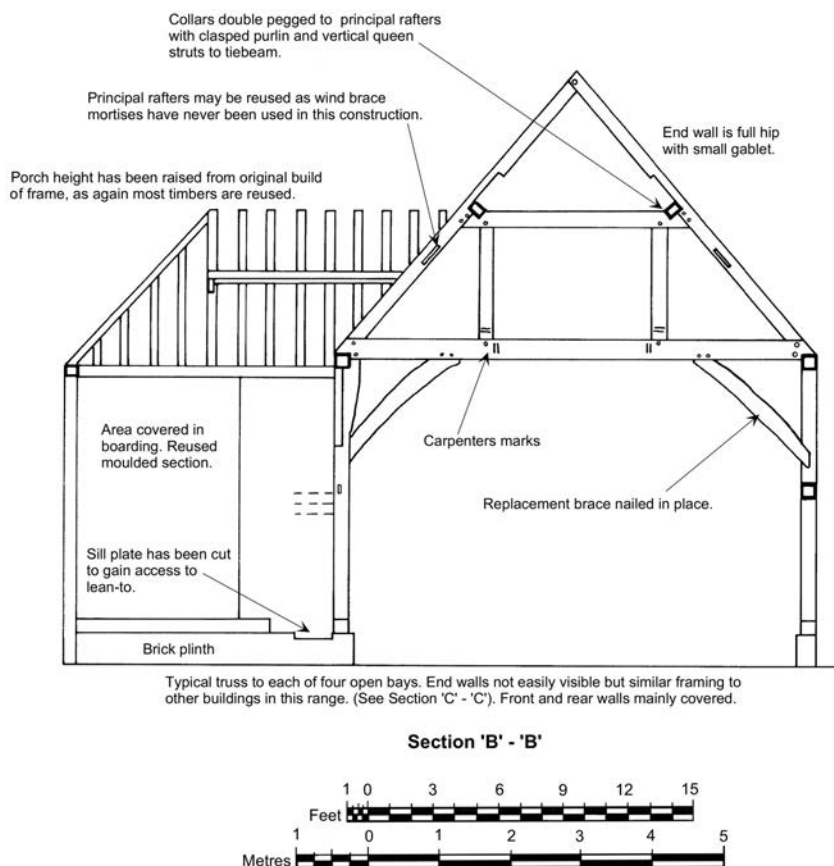 Collars double pegged to principal rafters
with clasped purlin and vertical queen
struts to tiebeam.
Principal rafters may be reused as wind brace
mortises have never been used in this construction.
End wall is full hip
with small gablet.
Porch height has been raised from original build
of frame, as again most timbers are reused.
Area covered in
boarding. Reused
moulded section.
Carpenters marks
Replacement brace nailed in place.
Sill plate has been cut
to gain access to
lean-to.
Brick plinth
Typical truss to each of four open bays. End walls not easily visible but similar framing to
other buildings in this range. (See Section 'C' - 'C'). Front and rear walls mainly covered.
Section 'B' - 'B'
1 0 3 6 9 12 15
Feet
1 0 1 2 3 4 5
Metres